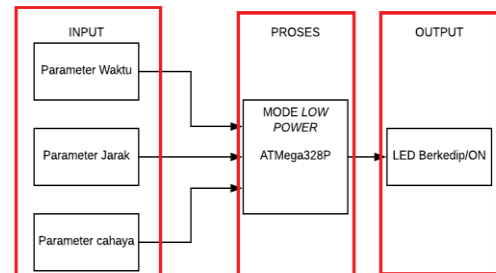 INPUT
PROSES
OUTPUT
Parameter Waktu
Parameter Jarak
Parameter cahaya
MODE LOW
POWER
ATMega328P
LED Berkedip/ON